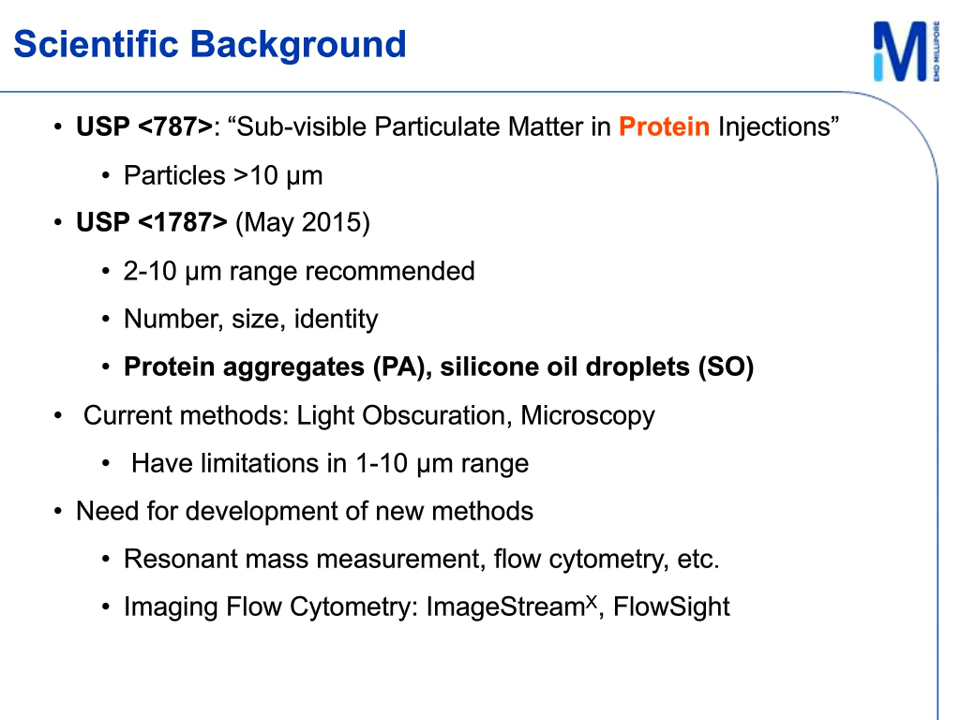 Scientific Background
EMD MILLIPORE
• USP <787>: “Sub-visible Particulate Matter in Protein Injections”
• Particles >10 µm
• USP <1787> (May 2015)
• 2-10 µm range recommended
• Number, size, identity
• Protein aggregates (PA), silicone oil droplets (SO)
• Current methods: Light Obscuration, Microscopy
• Have limitations in 1-10 µm range
• Need for development of new methods
• Resonant mass measurement, flow cytometry, etc.
• Imaging Flow Cytometry: ImageStreamˣ, FlowSight